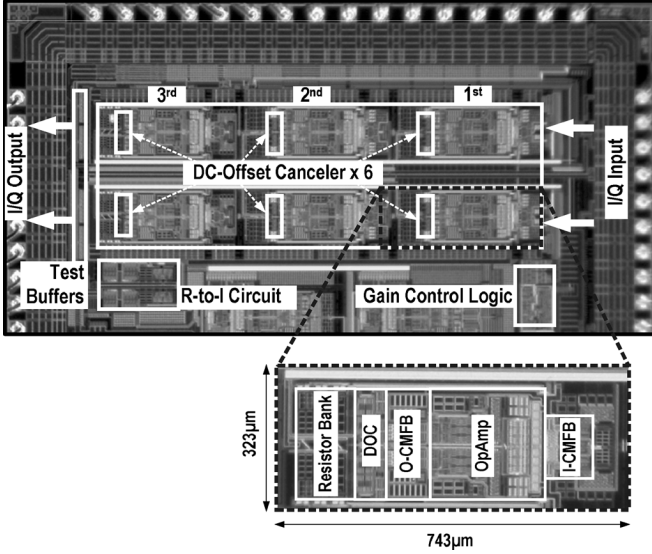 3rd
2nd
1st
I/Q Output
DC-Offset Canceler x 6
I/Q Input
Test
Buffers
R-to-I Circuit
Gain Control Logic
323μm
Resistor Bank
DOC
O-CMFB
OpAmp
I-CMFB
743μm